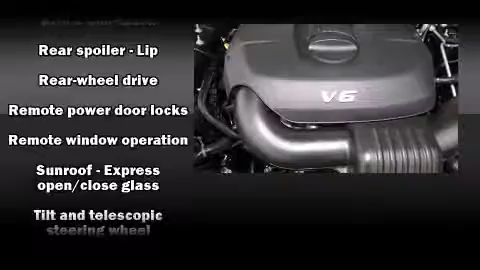 Rear spoiler - Lip
Rear-wheel drive
Remote power door locks
Remote window operation
Sunroof - Express
open/close glass
Tilt and telescopic
steering wheel
V6